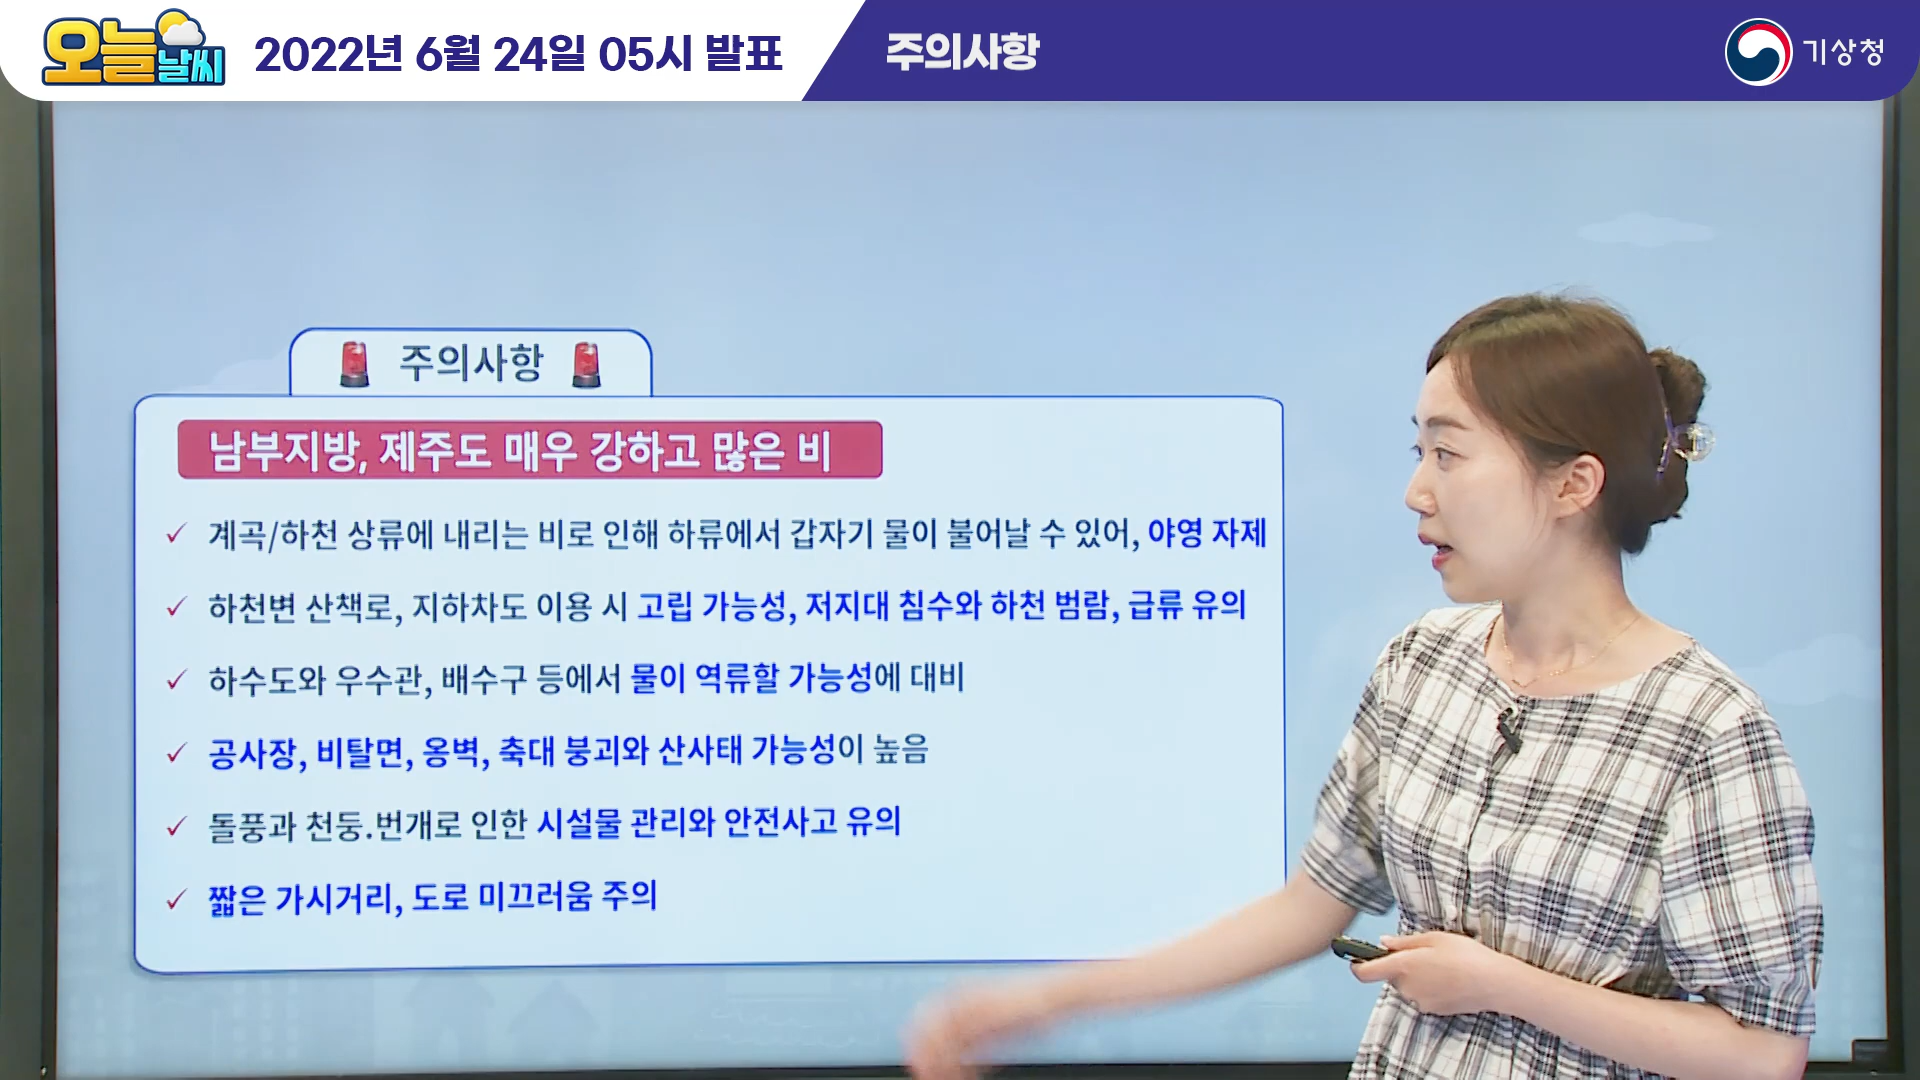 오늘날씨
2022년 6월 24일 05시 발표
주의사항
기상청
주의사항
남부지방, 제주도 매우 강하고 많은 비
계곡/하천 상류에 내리는 비로 인해 하류에서 갑자기 물이 불어날 수 있어, 야영 자제
하천변 산책로, 지하차도 이용 시 고립 가능성, 저지대 침수와 하천 범람, 급류 유의
하수도와 우수관, 배수구 등에서 물이 역류할 가능성에 대비
공사장, 비탈면, 옹벽, 축대 붕괴와 산사태 가능성이 높음
돌풍과 천둥.번개로 인한 시설물 관리와 안전사고 유의
짧은 가시거리, 도로 미끄러움 주의